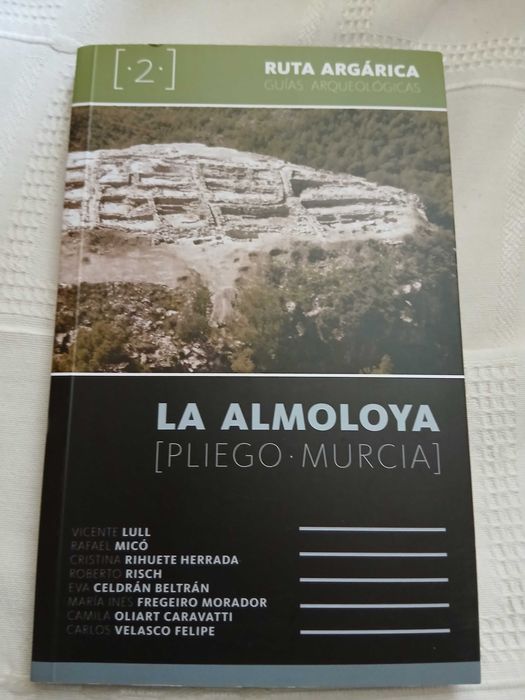 [·2·]
RUTA ARGÁRICA
GUÍAS ARQUEOLÓGICAS
LA ALMOLOYA
[PLIEGO·MURCIA]
VICENTE LULL
RAFAEL MICÓ
CRISTINA RIHUETE HERRADA
ROBERTO RISCH
EVA CELDRÁN BELTRÁN
MARÍA INÉS FREGEIRO MORADOR
CAMILA OLIART CARAVATTI
CARLOS VELASCO FELIPE